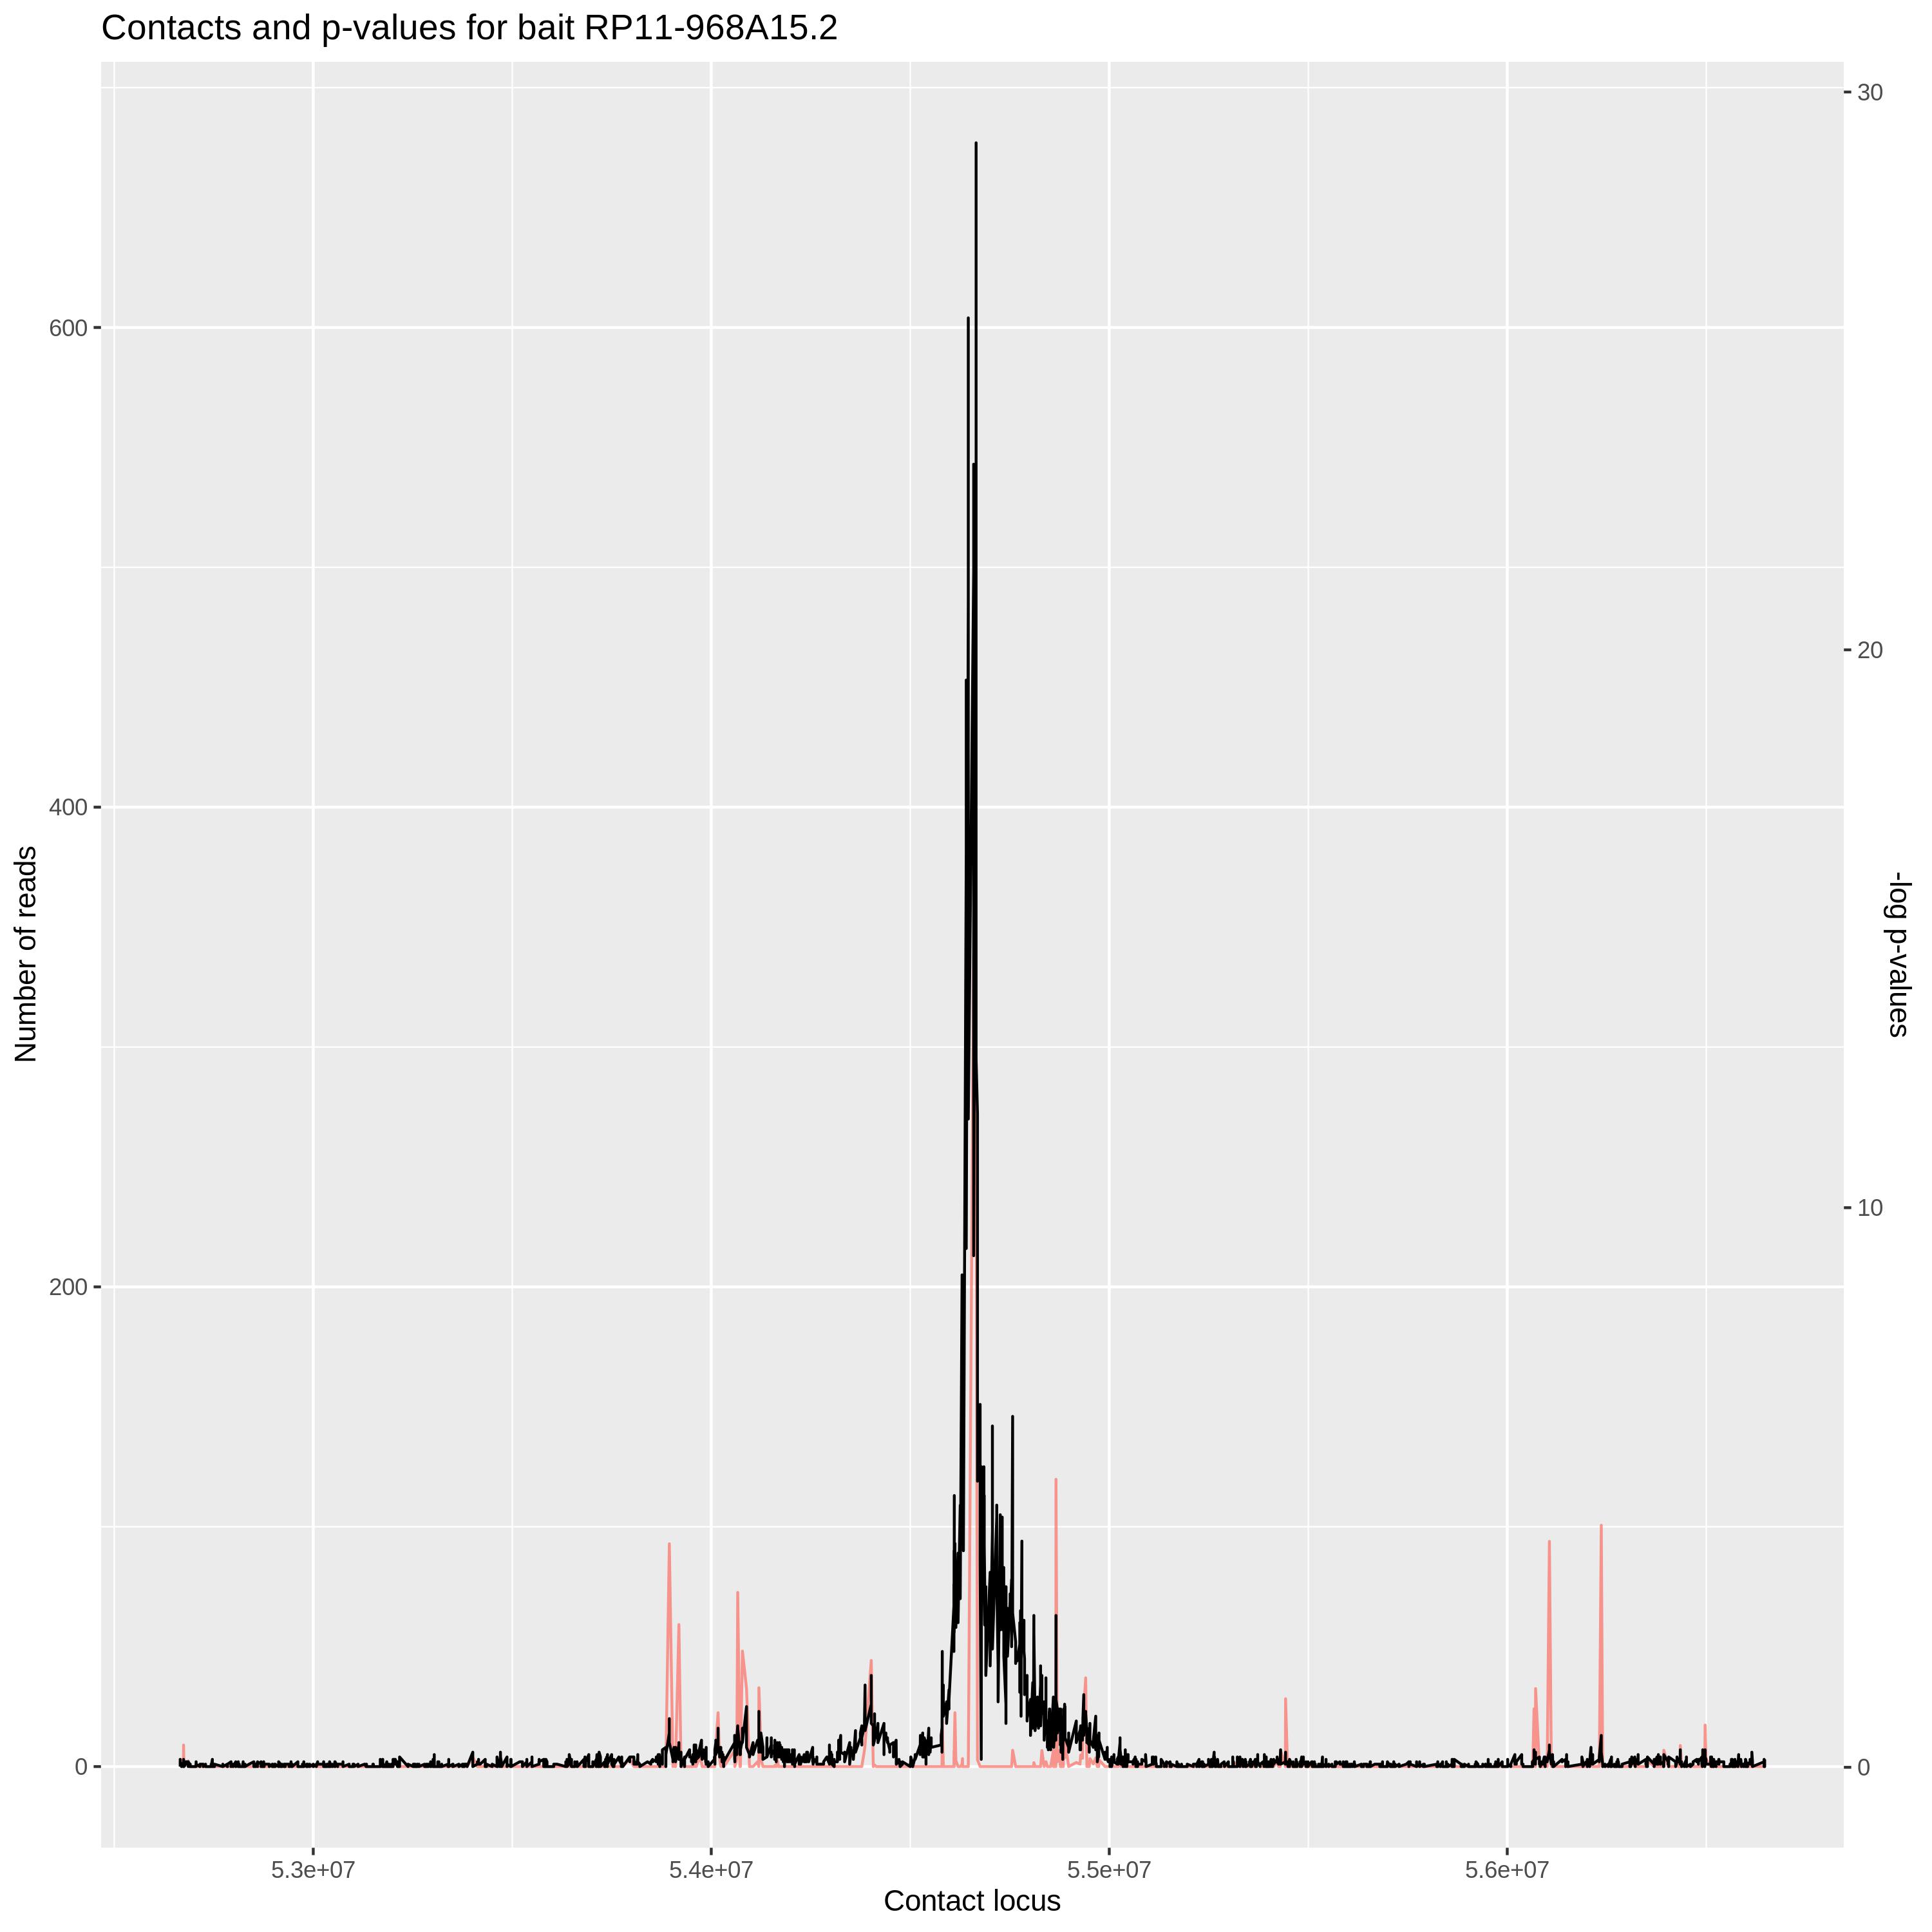 Contacts and p-values for bait RP11-968A15.2
600
400
200
0
Number of reads
30
20
10
0
-log p-values
5.3e+07
5.4e+07
5.5e+07
5.6e+07
Contact locus